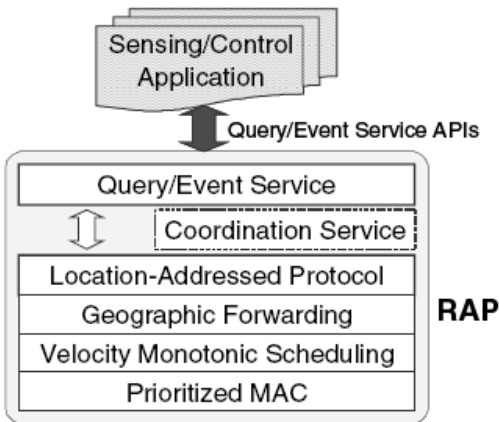 Sensing/Control
Application
Query/Event Service APIs
Query/Event Service
Coordination Service
Location-Addressed Protocol
Geographic Forwarding
RAP
Velocity Monotonic Scheduling
Prioritized MAC